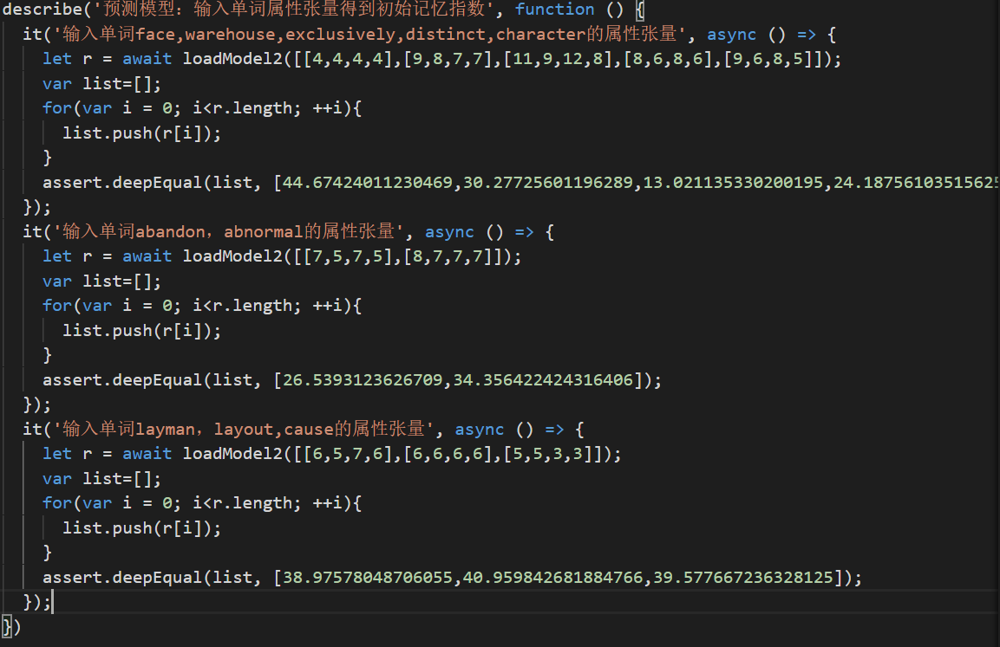 describe('预测模型：输入单词属性张量得到初始记忆指数', function () {
  it('输入单词face,warehouse,exclusively,distinct,character的属性张量', async () => {
    let r = await loadModel2([[4,4,4,4],[9,8,7,7],[11,9,12,8],[8,6,8,6],[9,6,8,5]]);
    var list=[];
    for(var i = 0; i<r.length; ++i){
      list.push(r[i]);
    }
    assert.deepEqual(list, [44.67424011230469,30.27725601196289,13.021135330200195,24.18756103515625
  });
  it('输入单词abandon，abnormal的属性张量', async () => {
    let r = await loadModel2([[7,5,7,5],[8,7,7,7]]);
    var list=[];
    for(var i = 0; i<r.length; ++i){
      list.push(r[i]);
    }
    assert.deepEqual(list, [26.5393123626709,34.356422424316406]);
  });
  it('输入单词layman，layout,cause的属性张量', async () => {
    let r = await loadModel2([[6,5,7,6],[6,6,6,6],[5,5,3,3]]);
    var list=[];
    for(var i = 0; i<r.length; ++i){
      list.push(r[i]);
    }
    assert.deepEqual(list, [38.97578048706055,40.959842681884766,39.577667236328125]);
  });
})